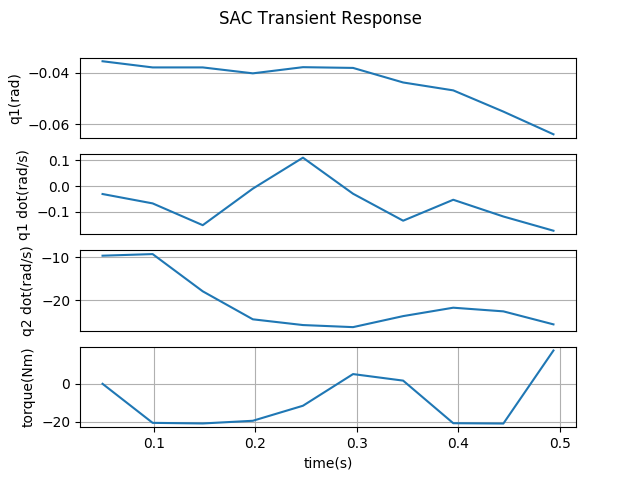 SAC Transient Response
q1(rad)
−0.04
−0.06
q1 dot(rad/s)
0.1
0.0
−0.1
q2 dot(rad/s)
−10
−20
torque(Nm)
0
−20
0.1 0.2 0.3 0.4 0.5
time(s)